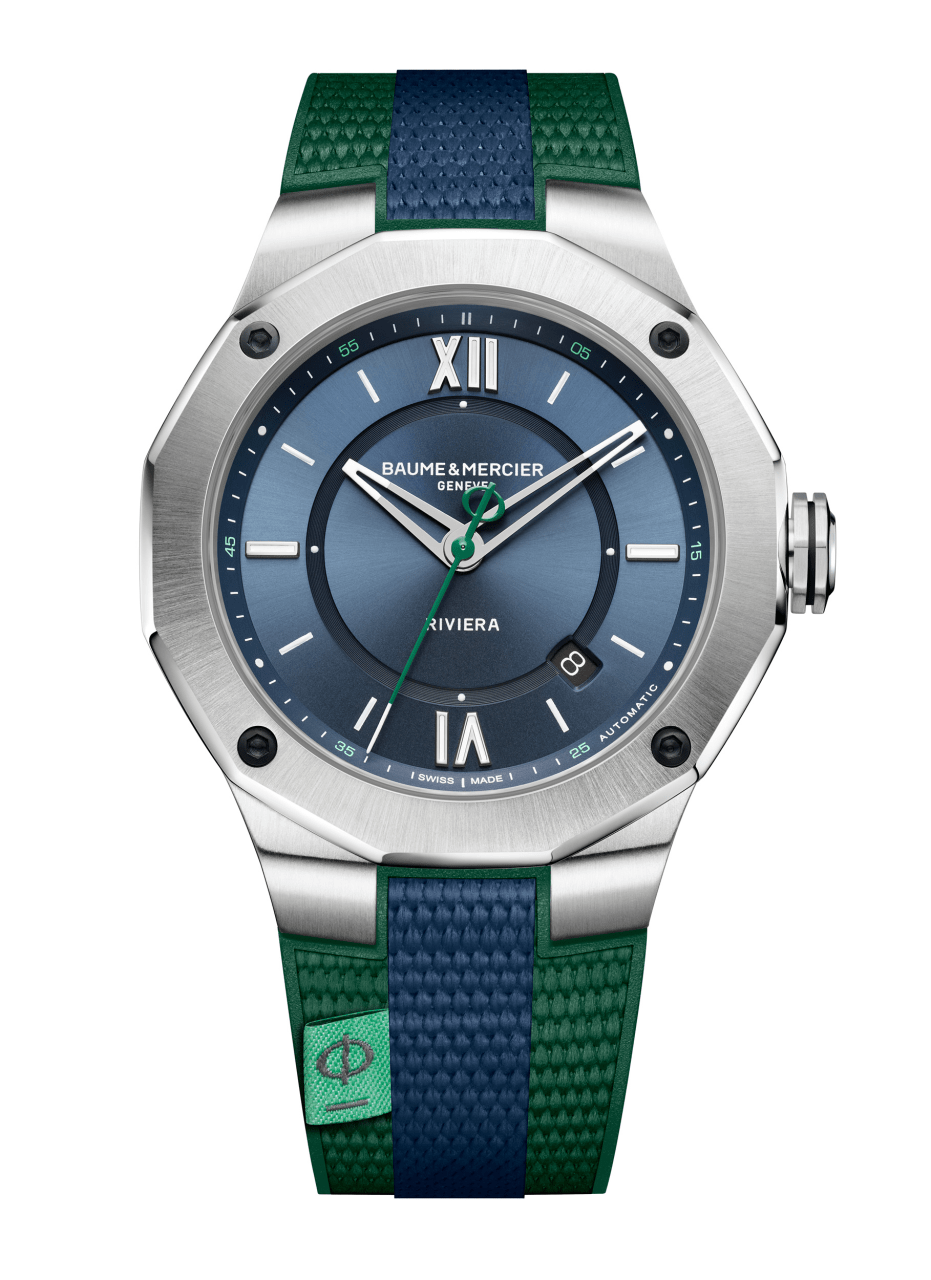 55
05
XII
BAUME & MERCIER
GENEVE
45
15
RIVIERA
8
VI
35
25
AUTOMATIC
SWISS MADE
Φ